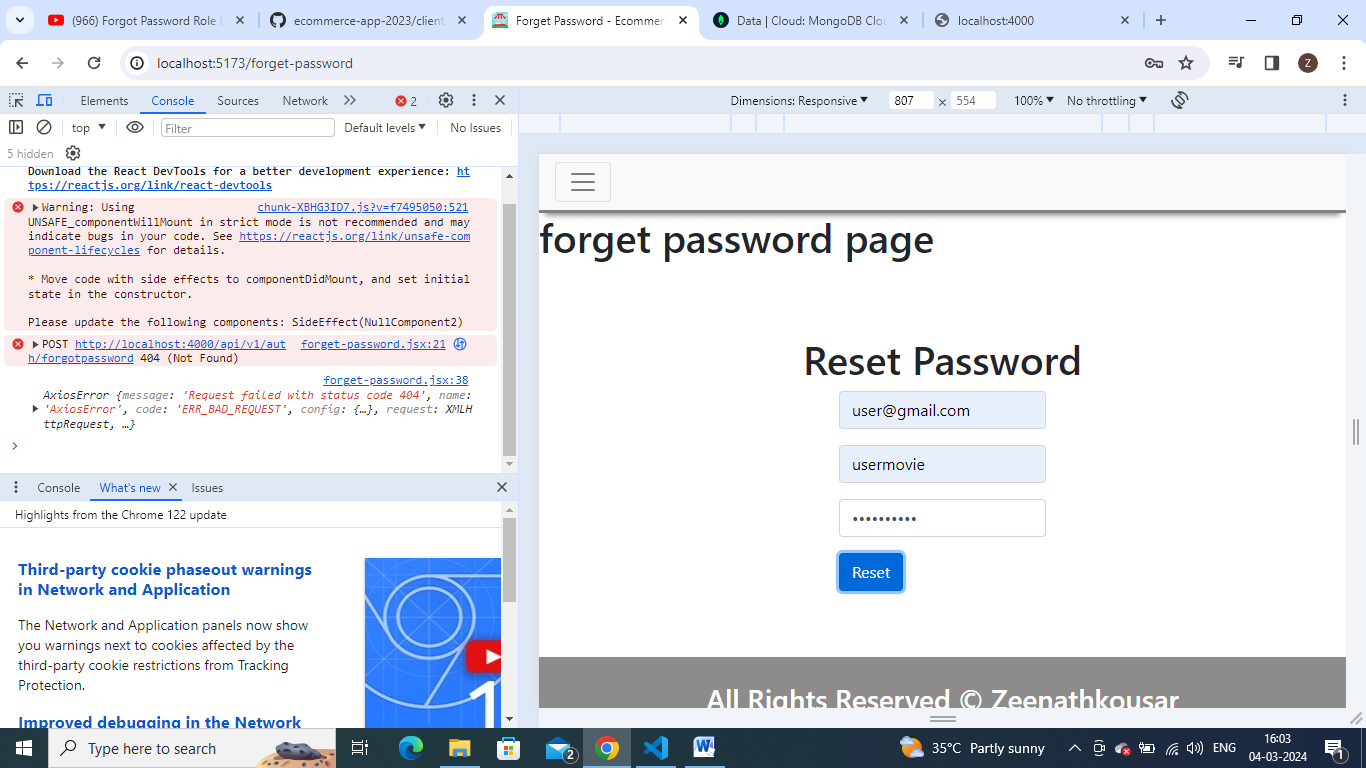 (966) Forgot Password Role E
ecommerce-app-2023/client
Forget Password - Ecommer
Data | Cloud: MongoDB Clou
localhost:4000
localhost:5173/forget-password
Z
Elements
Console
Sources
Network
2
Dimensions: Responsive
807
×
554
100%
No throttling
top
Filter
Default levels
No Issues
5 hidden
Download the React DevTools for a better development experience: ht
tps://reactjs.org/link/react-devtools
Warning: Using chunk-XBHG3ID7.js?v=f7495050:521
UNSAFE_componentWillMount in strict mode is not recommended and may
indicate bugs in your code. See https://reactjs.org/link/unsafe-com
ponent-lifecycles for details.
* Move code with side effects to componentDidMount, and set initial
state in the constructor.
Please update the following components: SideEffect(NullComponent2)
POST http://localhost:4000/api/v1/aut forget-password.jsx:21
h/forgotpassword 404 (Not Found)
forget-password.jsx:38
AxiosError {message: 'Request failed with status code 404', name:
'AxiosError', code: 'ERR_BAD_REQUEST', config: {…}, request: XMLH
ttpRequest, …}
Console
What's new
Issues
Highlights from the Chrome 122 update
Third-party cookie phaseout warnings
in Network and Application
The Network and Application panels now show
you warnings next to cookies affected by the
third-party cookie restrictions from Tracking
Protection.
Improved debugging in the Network
forget password page
Reset Password
user@gmail.com
usermovie
••••••••••
Reset
All Rights Reserved © Zeenathkousar
Type here to search
2
35°C Partly sunny
ENG
16:03
04-03-2024
1